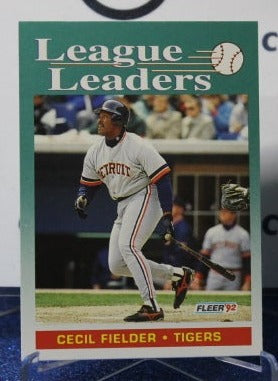 League
Leaders
DETROIT
FLEER '92
CECIL FIELDER • TIGERS